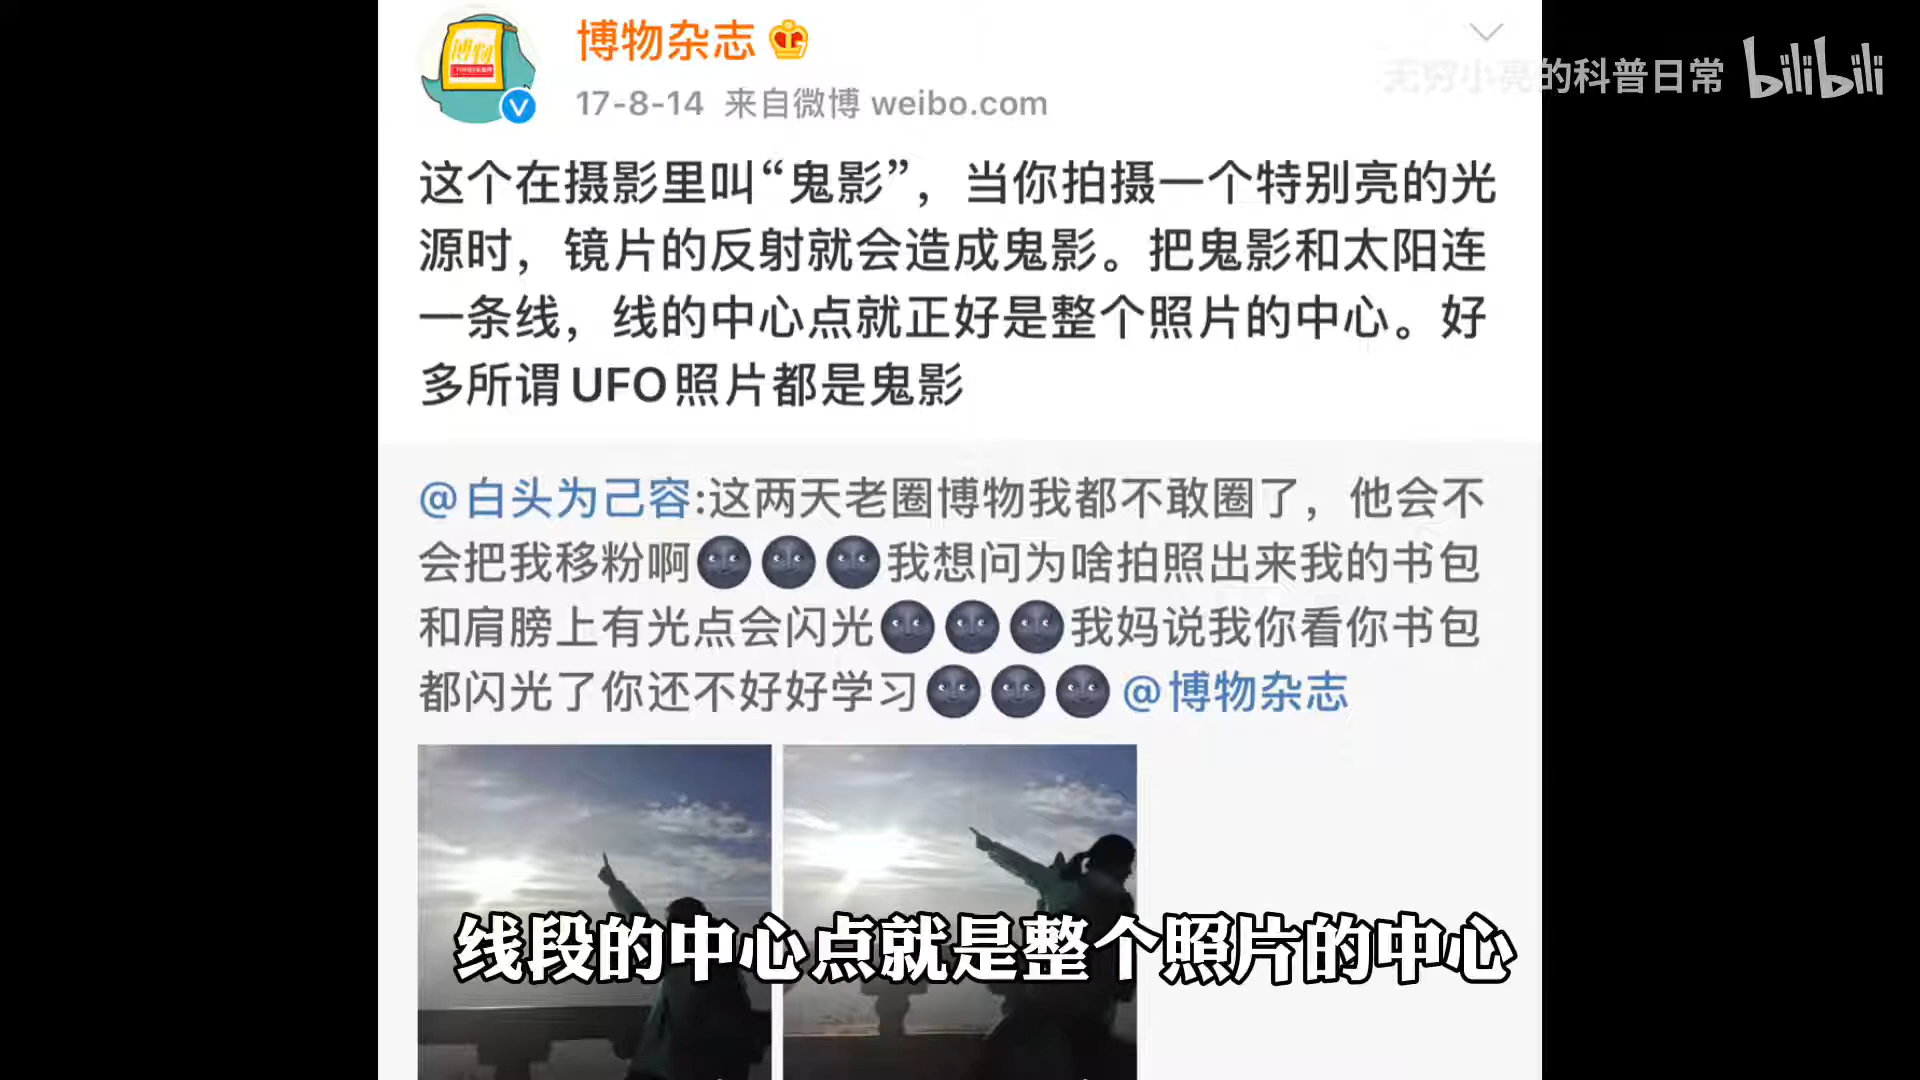 博物杂志
无穷小亮的科普日常 bilibili
17-8-14 来自微博 weibo.com
这个在摄影里叫“鬼影”，当你拍摄一个特别亮的光
源时，镜片的反射就会造成鬼影。把鬼影和太阳连
一条线，线的中心点就正好是整个照片的中心。好
多所谓UFO照片都是鬼影
@白头为己容:这两天老圈博物我都不敢圈了，他会不
会把我移粉啊🌚🌚🌚我想问为啥拍照出来我的书包
和肩膀上有光点会闪光🌚🌚🌚我妈说我你看你书包
都闪光了你还不好好学习🌚🌚🌚@博物杂志
线段的中心点就是整个照片的中心